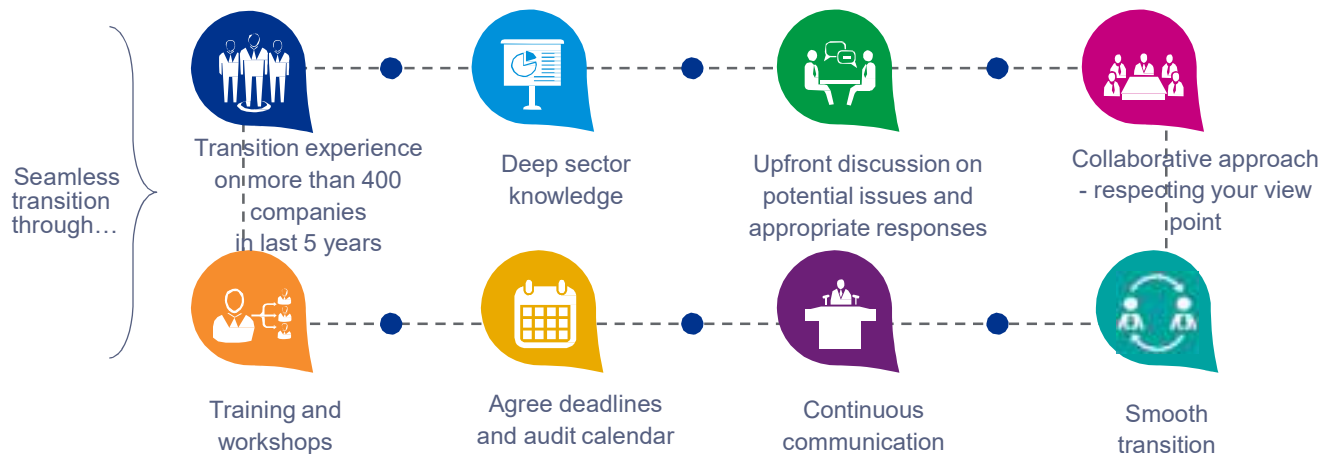 Seamless
transition
through…
Transition experience
on more than 400
companies
in last 5 years
Deep sector
knowledge
Upfront discussion on
potential issues and
appropriate responses
Collaborative approach
- respecting your view
point
Training and
workshops
Agree deadlines
and audit calendar
Continuous
communication
Smooth
transition